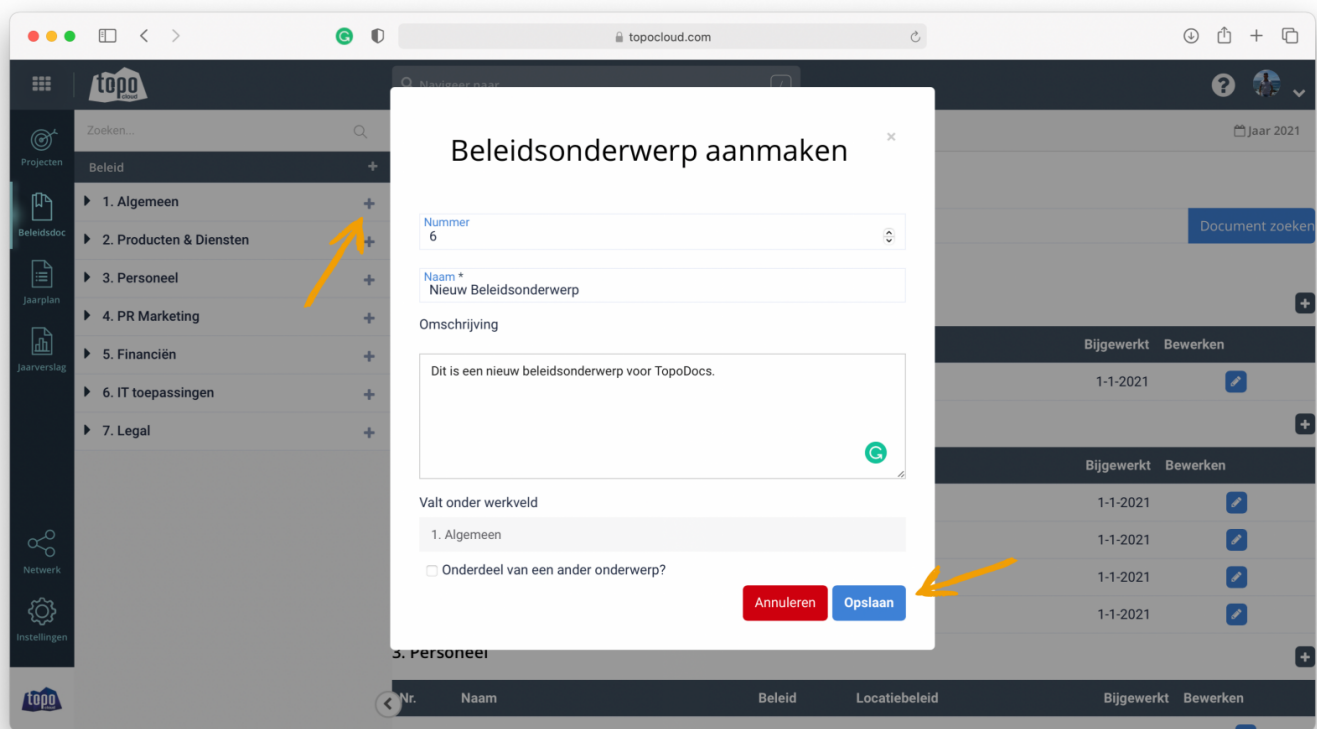 topocloud.com
topo
cloud
Navigeer naar
/
Projecten
Beleidsdoc
Jaarplan
Jaarverslag
Netwerk
Instellingen
topo
cloud
Zoeken...
Beleid
1. Algemeen
2. Producten & Diensten
3. Personeel
4. PR Marketing
5. Financiën
6. IT toepassingen
7. Legal
Beleidsonderwerp aanmaken
Nummer
6
Naam *
Nieuw Beleidsonderwerp
Omschrijving
Dit is een nieuw beleidsonderwerp voor TopoDocs.
Valt onder werkveld
1. Algemeen
Onderdeel van een ander onderwerp?
Annuleren Opslaan
Jaar 2021
Document zoeken
Bijgewerkt Bewerken
1-1-2021
Bijgewerkt Bewerken
1-1-2021
1-1-2021
1-1-2021
1-1-2021
3. Personeel
Nr. Naam Beleid Locatiebeleid Bijgewerkt Bewerken